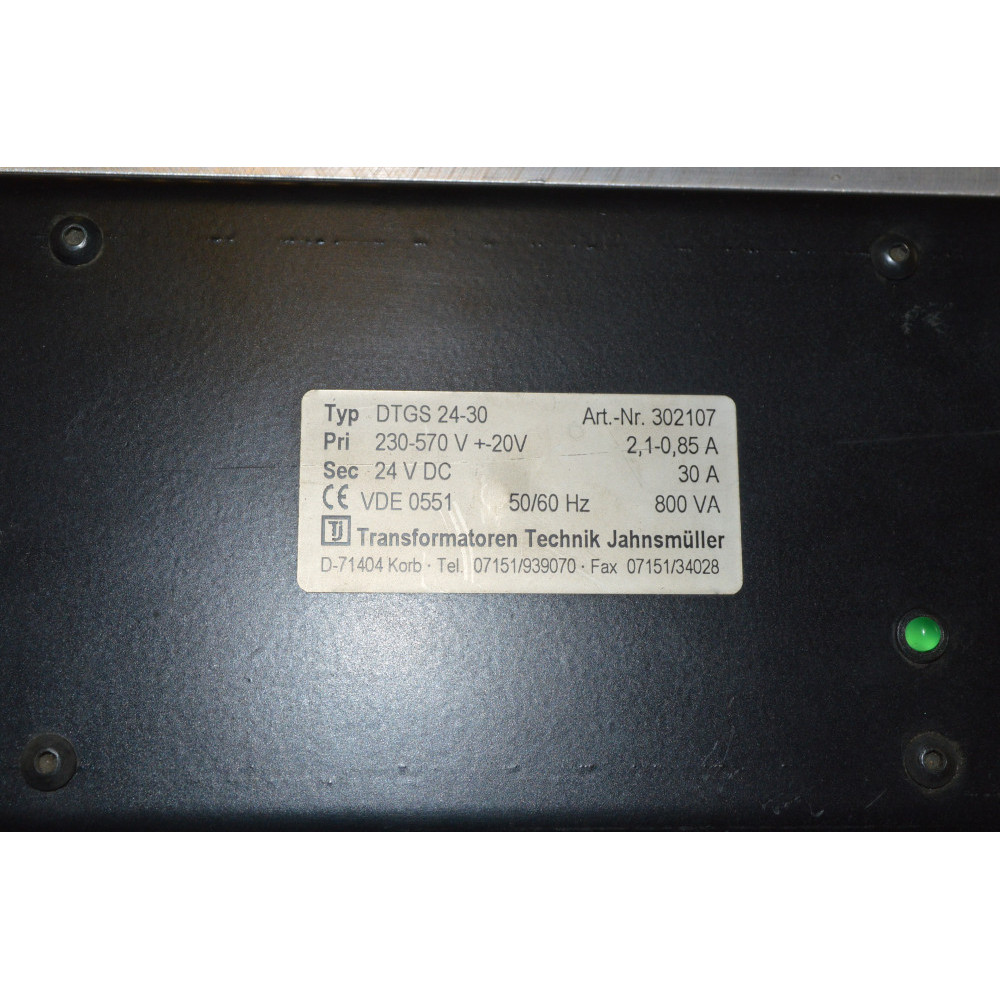 Typ DTGS 24-30 Art.-Nr. 302107
Pri 230-570 V +-20V 2,1-0,85 A
Sec 24 V DC 30 A
CE VDE 0551 50/60 Hz 800 VA
TJ Transformatoren Technik Jahnsmüller
D-71404 Korb · Tel. 07151/939070 · Fax 07151/34028